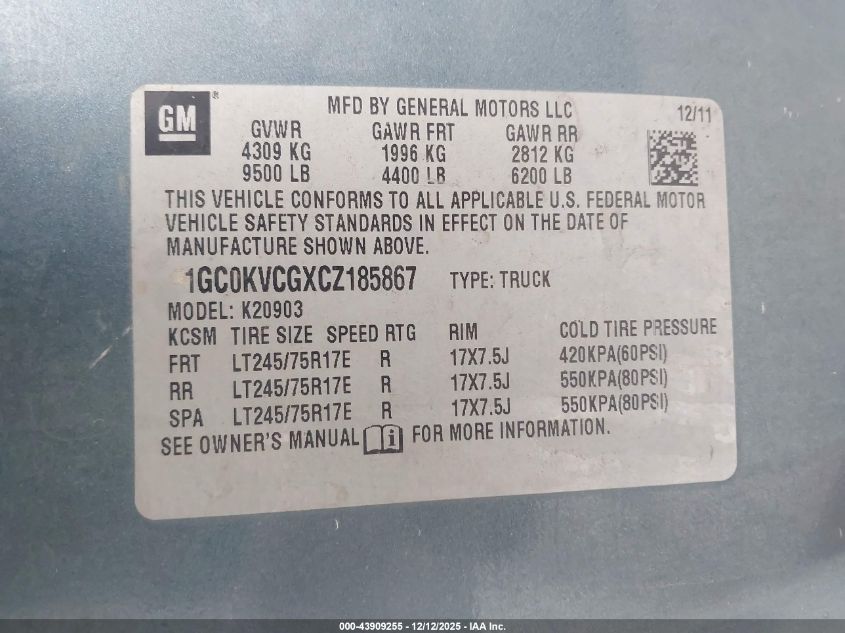 GM ®
MFD BY GENERAL MOTORS LLC 12/11
GVWR GAWR FRT GAWR RR
4309 KG 1996 KG 2812 KG
9500 LB 4400 LB 6200 LB
THIS VEHICLE CONFORMS TO ALL APPLICABLE U.S. FEDERAL MOTOR
VEHICLE SAFETY STANDARDS IN EFFECT ON THE DATE OF
MANUFACTURE SHOWN ABOVE.
1GC0KVCGXCZ185867 TYPE: TRUCK
MODEL: K20903
KCSM TIRE SIZE SPEED RTG RIM COLD TIRE PRESSURE
FRT LT245/75R17E R 17X7.5J 420KPA(60PSI)
RR LT245/75R17E R 17X7.5J 550KPA(80PSI)
SPA LT245/75R17E R 17X7.5J 550KPA(80PSI)
SEE OWNER'S MANUAL i FOR MORE INFORMATION.
000-43909255 - 12/12/2025 - IAA Inc.